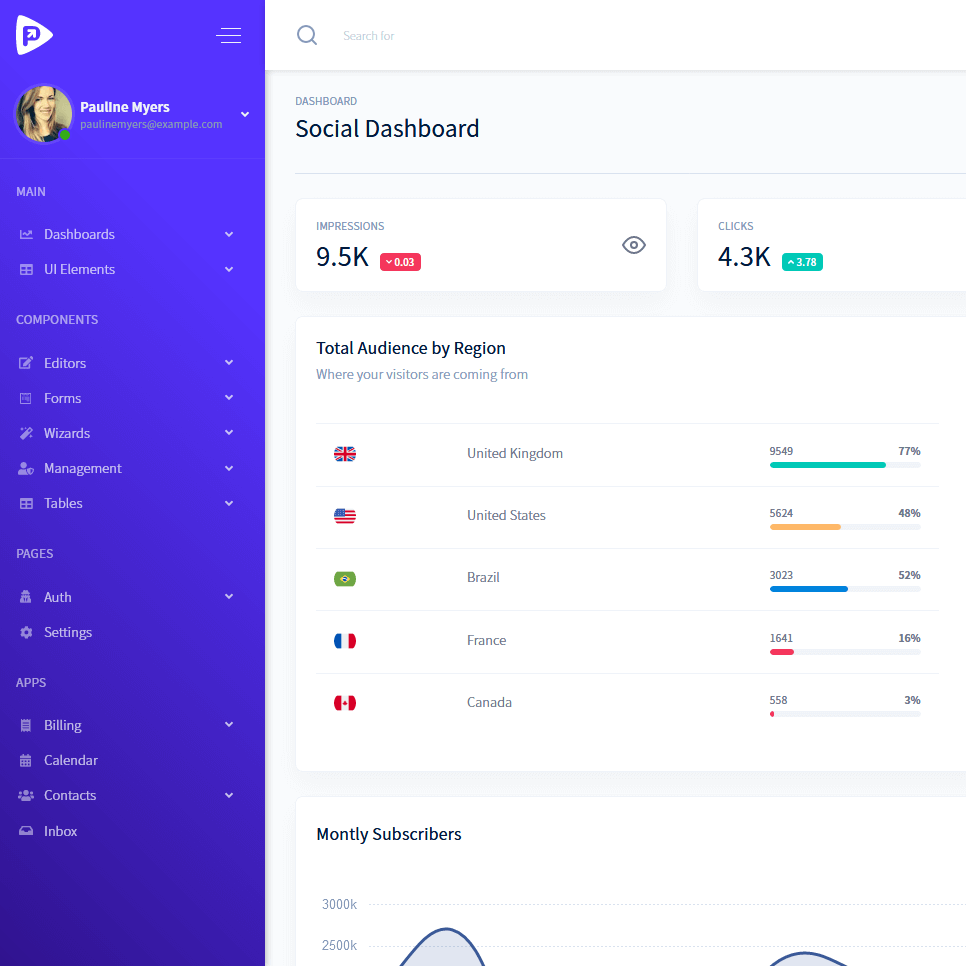 Search for
Pauline Myers
paulinemyers@example.com
MAIN
Dashboards
UI Elements
COMPONENTS
Editors
Forms
Wizards
Management
Tables
PAGES
Auth
Settings
APPS
Billing
Calendar
Contacts
Inbox
DASHBOARD
Social Dashboard
IMPRESSIONS
9.5K 0.03
CLICKS
4.3K 3.78
Total Audience by Region
Where your visitors are coming from
United Kingdom 9549 77%
United States 5624 48%
Brazil 3023 52%
France 1641 16%
Canada 558 3%
Montly Subscribers
3000k
2500k